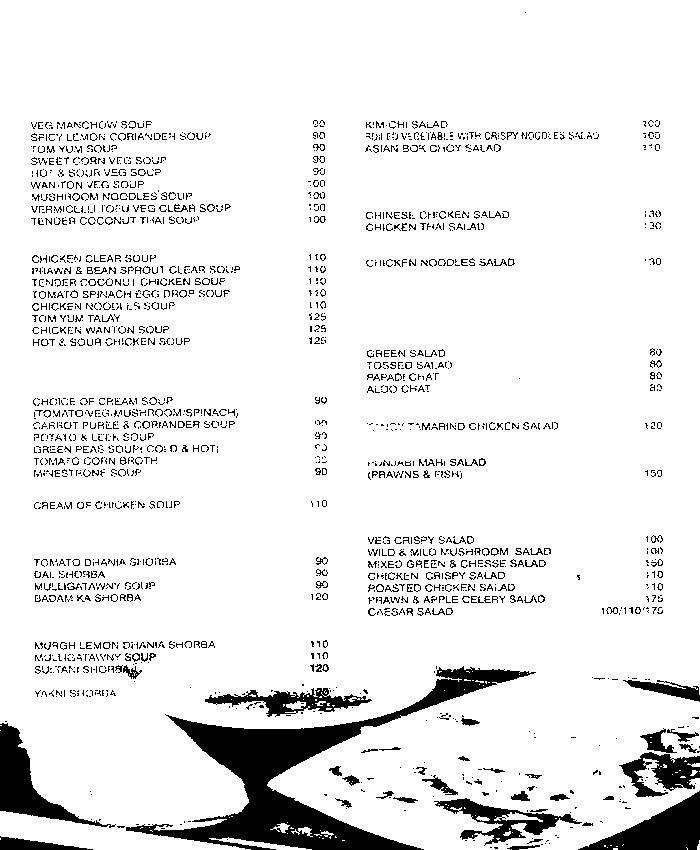 VEG MANCHOW SOUP 90
SPICY LEMON CORIANDER SOUP 90
TOM YUM SOUP 90
SWEET CORN VEG SOUP 90
HOT & SOUR VEG SOUP 90
WAN-TON VEG SOUP 100
MUSHROOM NOODLES SOUP 100
VERMICELLI TOFU VEG CLEAR SOUP 100
TENDER COCONUT THAI SOUP 100
CHICKEN CLEAR SOUP 110
PRAWN & BEAN SPROUT CLEAR SOUP 110
TENDER COCONUT CHICKEN SOUP 110
TOMATO SPINACH EGG DROP SOUP 110
CHICKEN NOODLES SOUP 110
TOM YUM TALAY 125
CHICKEN WANTON SOUP 125
HOT & SOUR CHICKEN SOUP 125
CHOICE OF CREAM SOUP 90
(TOMATO/VEG/MUSHROOM/SPINACH)
CARROT PUREE & CORIANDER SOUP 90
POTATO & LEEK SOUP 90
GREEN PEAS SOUP( COLD & HOT)
TOMATO CORN BROTH
MINESTRONE SOUP 90
CREAM OF CHICKEN SOUP 110
TOMATO DHANIA SHORBA 90
DAL SHORBA 90
MULLIGATAWNY SOUP 90
BADAM KA SHORBA 120
MURGH LEMON DHANIA SHORBA 110
MULLIGATAWNY SOUP 110
SULTANI SHORBA 120
YAKNI SHORBA 120
KIM-CHI SALAD 100
BOILED VEGETABLE WITH CRISPY NOODLES SALAD 100
ASIAN BOK CHOY SALAD 110
CHINESE CHICKEN SALAD 130
CHICKEN THAI SALAD 130
CHICKEN NOODLES SALAD 130
GREEN SALAD 80
TOSSED SALAD 80
PAPADI CHAT 80
ALOO CHAT 80
TAMARIND CHICKEN SALAD 120
PUNJABI MAHI SALAD
(PRAWNS & FISH) 150
VEG CRISPY SALAD 100
WILD & MILD MUSHROOM SALAD 100
MIXED GREEN & CHESSE SALAD 150
CHICKEN CRISPY SALAD 110
ROASTED CHICKEN SALAD 110
PRAWN & APPLE CELERY SALAD 175
CAESAR SALAD 100/110/175